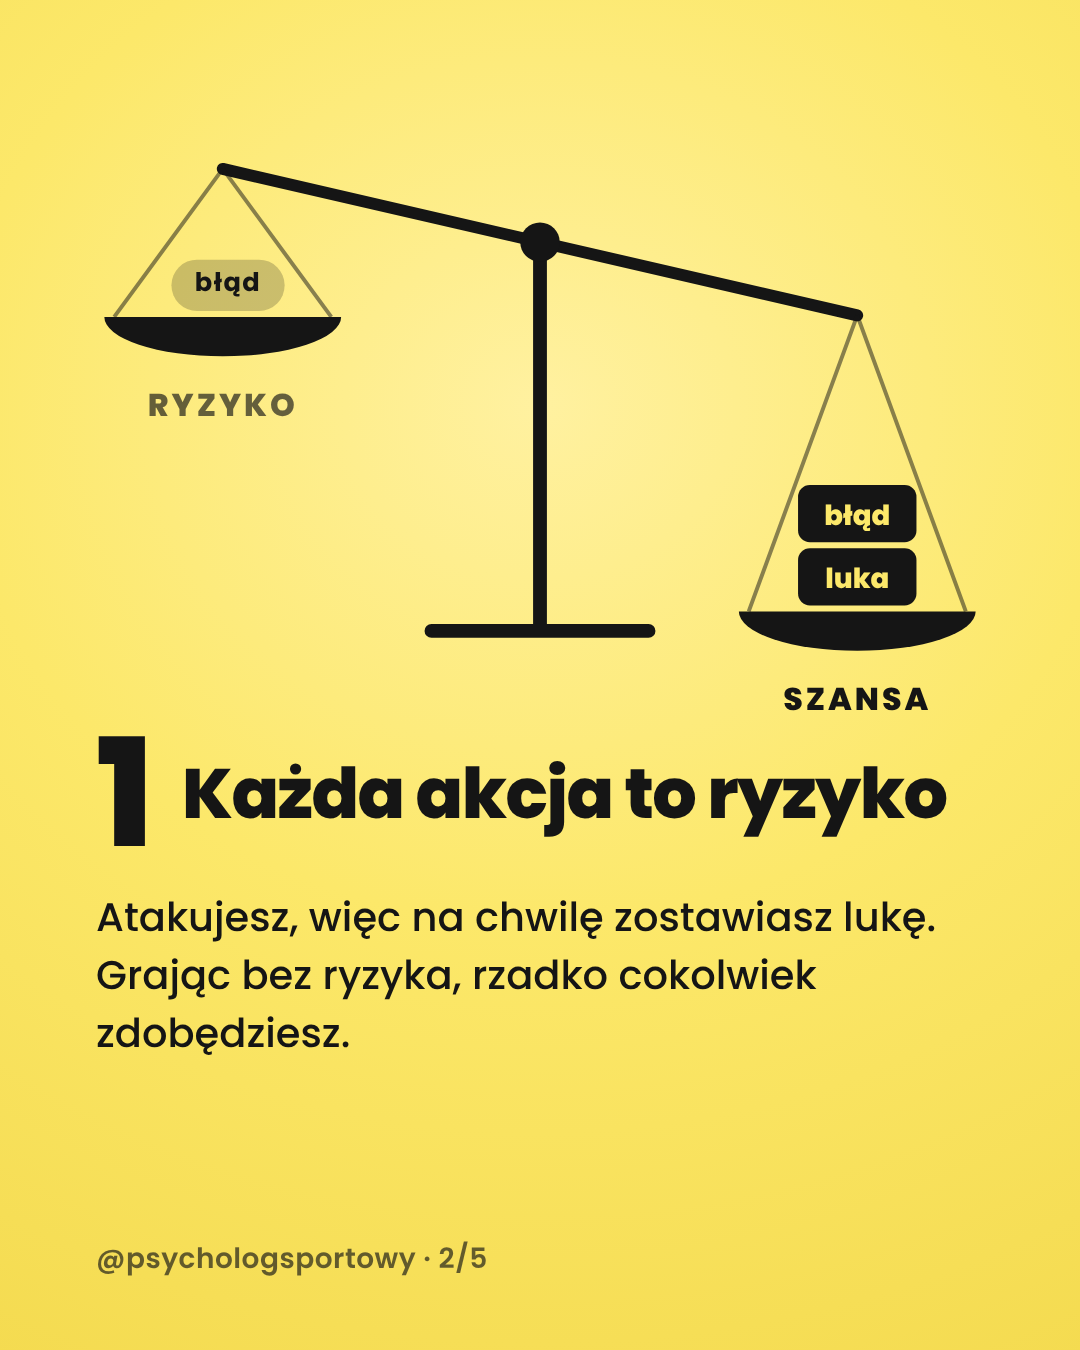 błąd
RYZYKO
błąd
luka
SZANSA
1 Każda akcja to ryzyko
Atakujesz, więc na chwilę zostawiasz lukę.
Grając bez ryzyka, rzadko cokolwiek
zdobędziesz.
@psychologsportowy · 2/5